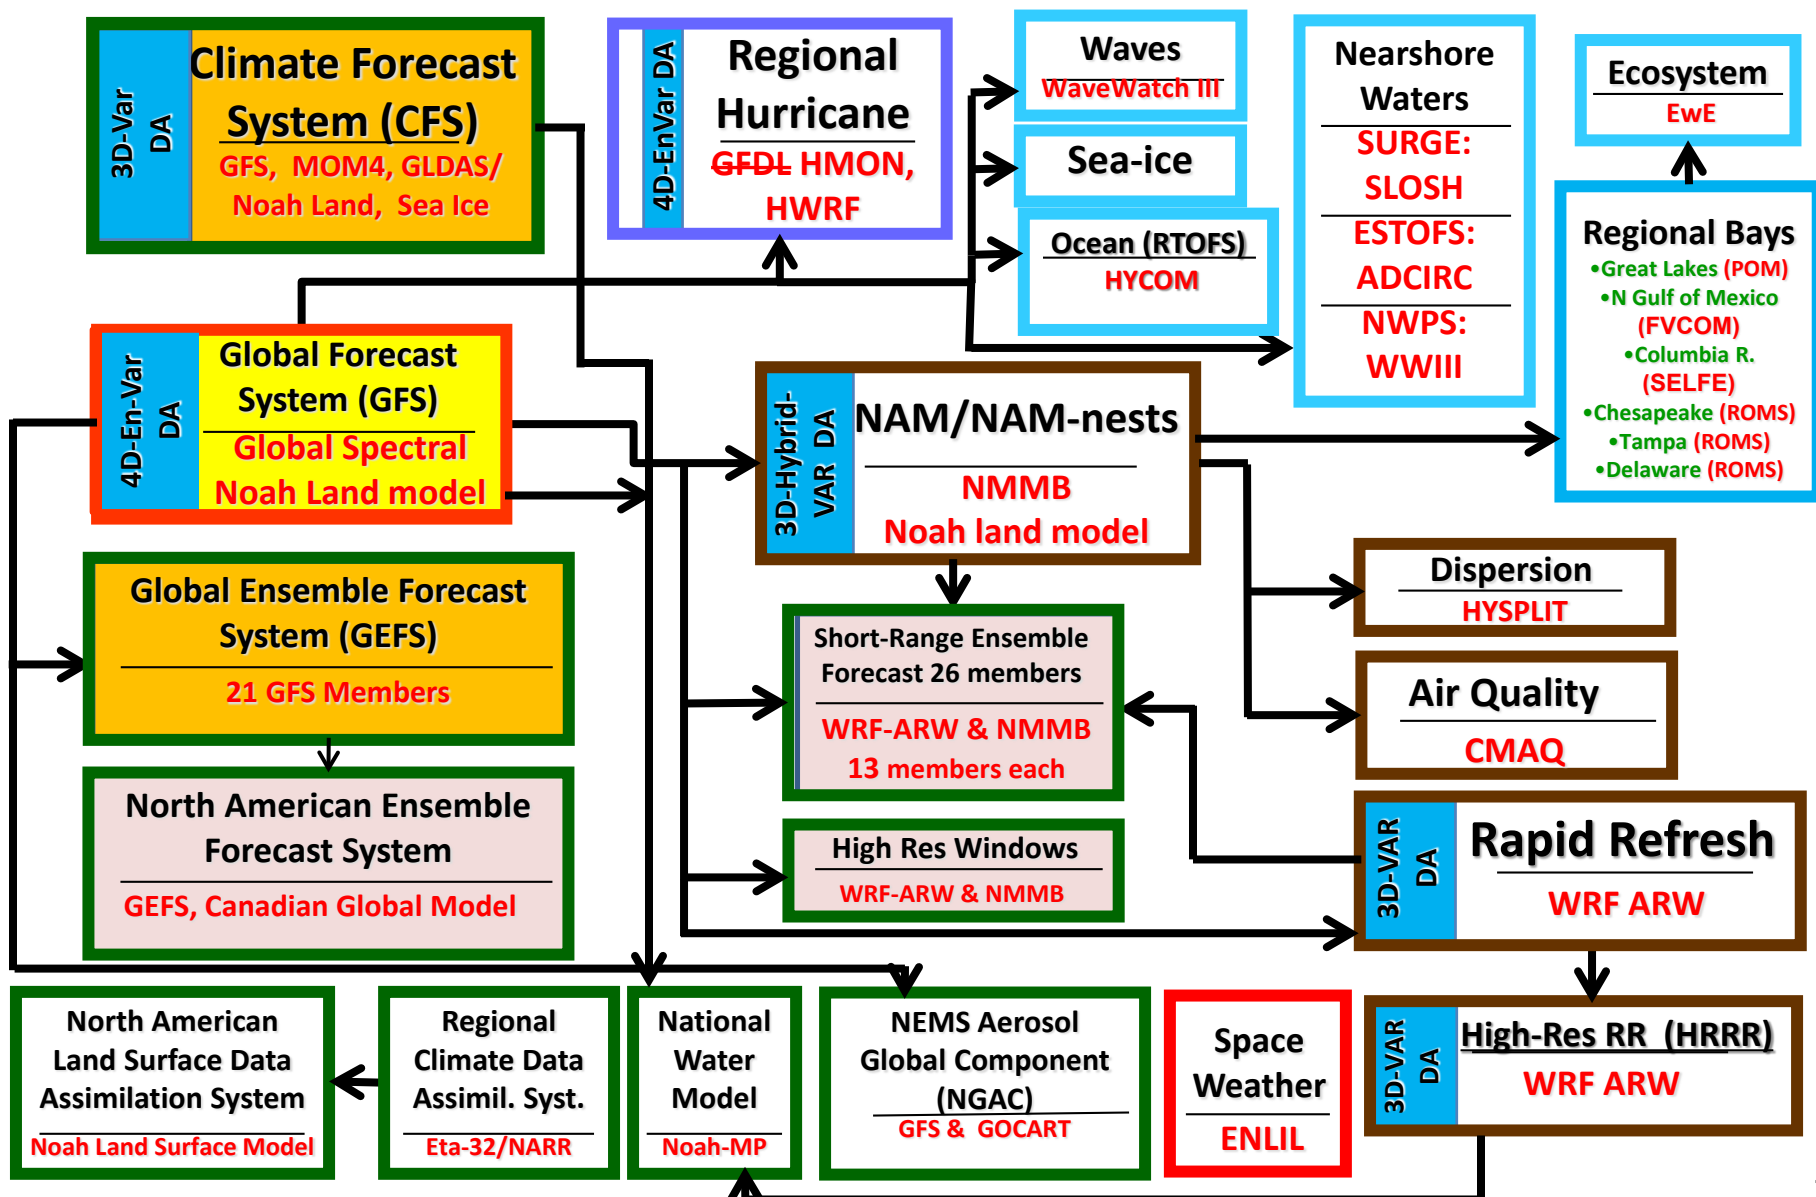 3D-Var
DA
Climate Forecast
System (CFS)
GFS, MOM4, GLDAS/
Noah Land, Sea Ice
4D-EnVar DA
Regional
Hurricane
GFDL HMON,
HWRF
Waves
WaveWatch III
Sea-ice
Ocean (RTOFS)
HYCOM
Nearshore
Waters
SURGE:
SLOSH
ESTOFS:
ADCIRC
NWPS:
WWIII
Ecosystem
EwE
Regional Bays
•Great Lakes (POM)
•N Gulf of Mexico
(FVCOM)
•Columbia R.
(SELFE)
•Chesapeake (ROMS)
•Tampa (ROMS)
•Delaware (ROMS)
4D-En-Var
DA
Global Forecast
System (GFS)
Global Spectral
Noah Land model
3D-Hybrid-
VAR DA
NAM/NAM-nests
NMMB
Noah land model
Global Ensemble Forecast
System (GEFS)
21 GFS Members
North American Ensemble
Forecast System
GEFS, Canadian Global Model
Short-Range Ensemble
Forecast 26 members
WRF-ARW & NMMB
13 members each
High Res Windows
WRF-ARW & NMMB
Dispersion
HYSPLIT
Air Quality
CMAQ
3D-VAR
DA
Rapid Refresh
WRF ARW
North American
Land Surface Data
Assimilation System
Noah Land Surface Model
Regional
Climate Data
Assimil. Syst.
Eta-32/NARR
National
Water
Model
Noah-MP
NEMS Aerosol
Global Component
(NGAC)
GFS & GOCART
Space
Weather
ENLIL
3D-VAR
DA
High-Res RR (HRRR)
WRF ARW